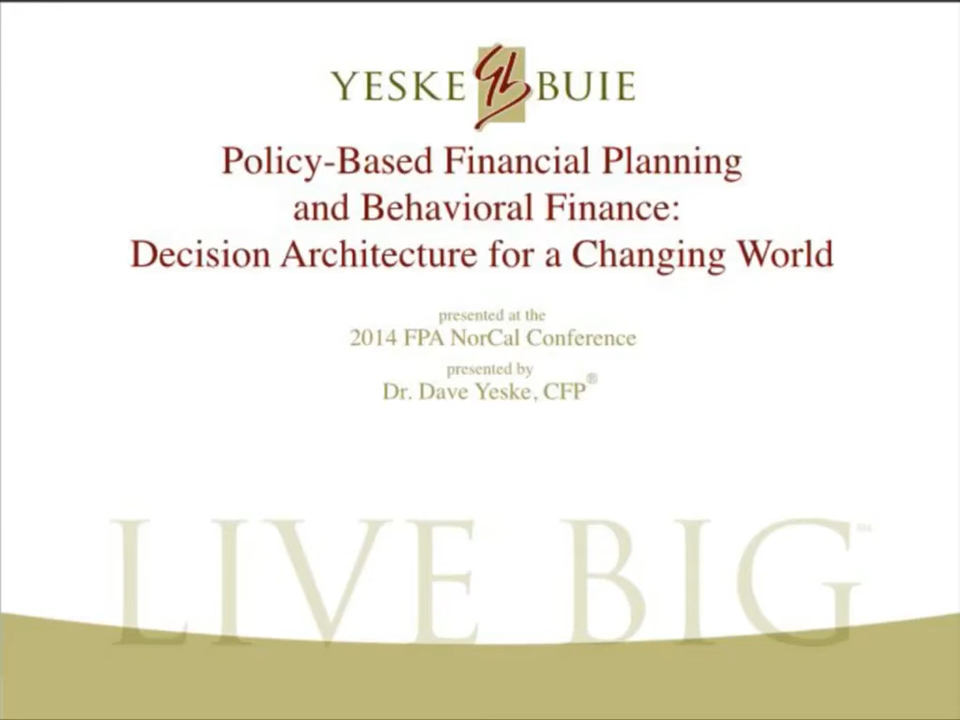 YESKE BUIE
Policy-Based Financial Planning
and Behavioral Finance:
Decision Architecture for a Changing World
presented at the
2014 FPA NorCal Conference
presented by
Dr. Dave Yeske, CFP®
LIVE BIG